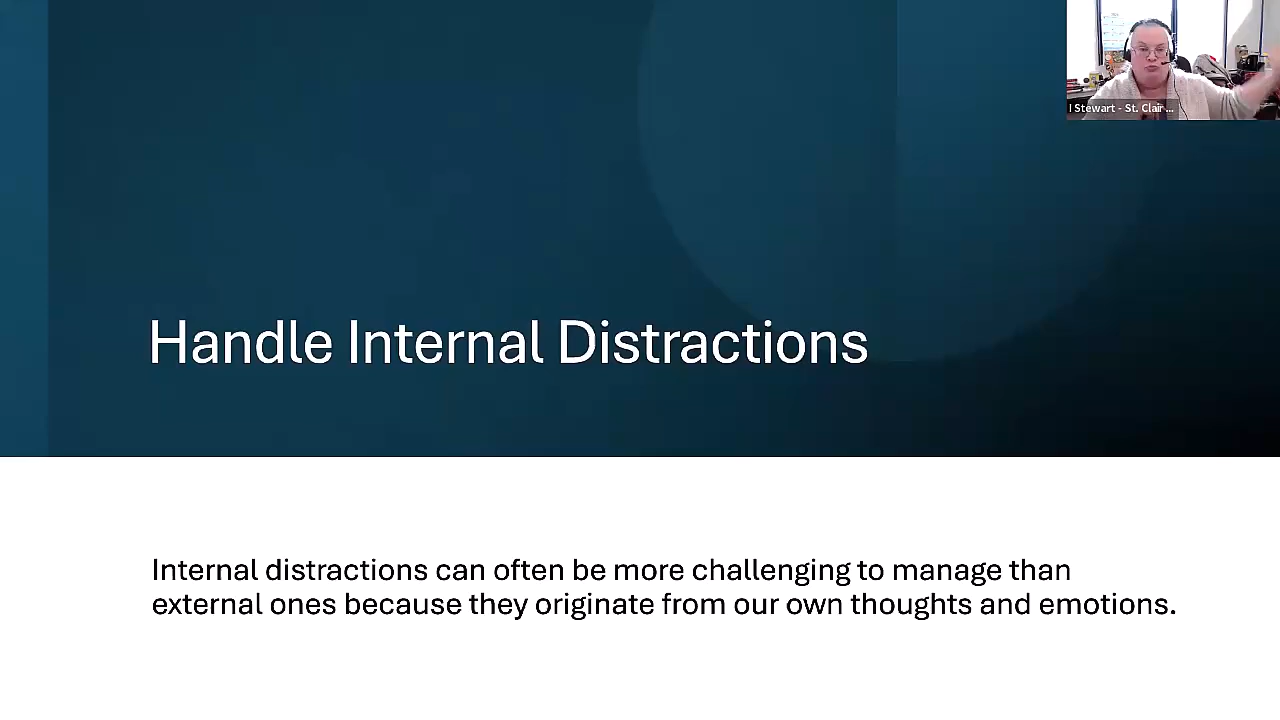 I Stewart - St. Clair ...
Handle Internal Distractions
Internal distractions can often be more challenging to manage than
external ones because they originate from our own thoughts and emotions.